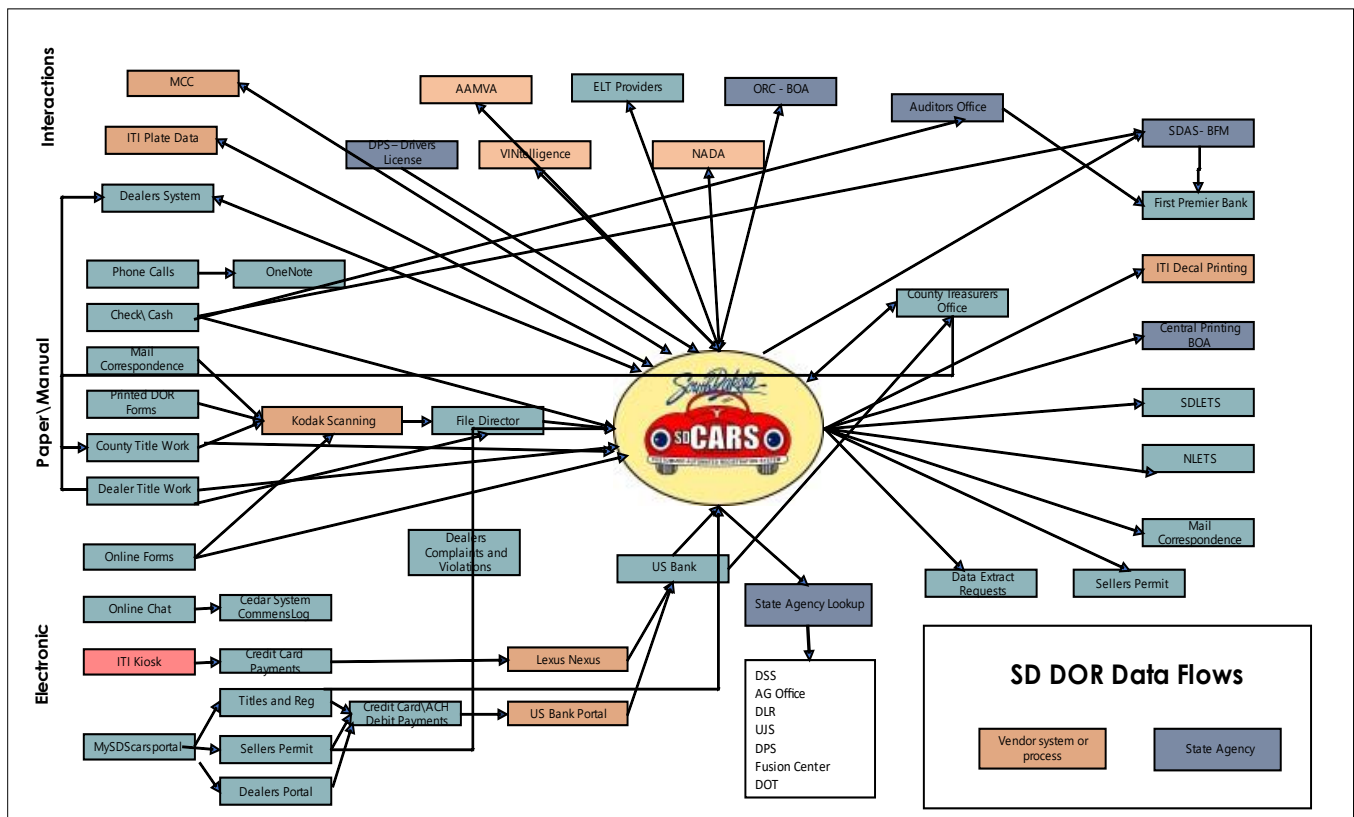 Interactions
MCC
AAMVA
ELT Providers
ORC - BOA
Auditors Office
ITI Plate Data
DPS – Drivers
License
VINtelligence
NADA
SDAS- BFM
Dealers System
First Premier Bank
Paper\Manual
Phone Calls
OneNote
ITI Decal Printing
Check\ Cash
County Treasurers
Office
Central Printing
BOA
Mail
Correspondence
Printed DOR
Forms
Kodak Scanning
File Director
South Dakota
SD CARS
SDLETS
County Title Work
NLETS
Dealer Title Work
Mail
Correspondence
Online Forms
Dealers
Complaints and
Violations
US Bank
Data Extract
Requests
Sellers Permit
Electronic
Online Chat
Cedar System
CommensLog
State Agency Lookup
ITI Kiosk
Credit Card
Payments
Lexus Nexus
Titles and Reg
Credit Card\ACH
Debit Payments
US Bank Portal
MySDScarsportal
Sellers Permit
Dealers Portal
DSS
AG Office
DLR
UJS
DPS
Fusion Center
DOT
SD DOR Data Flows
Vendor system or
process
State Agency